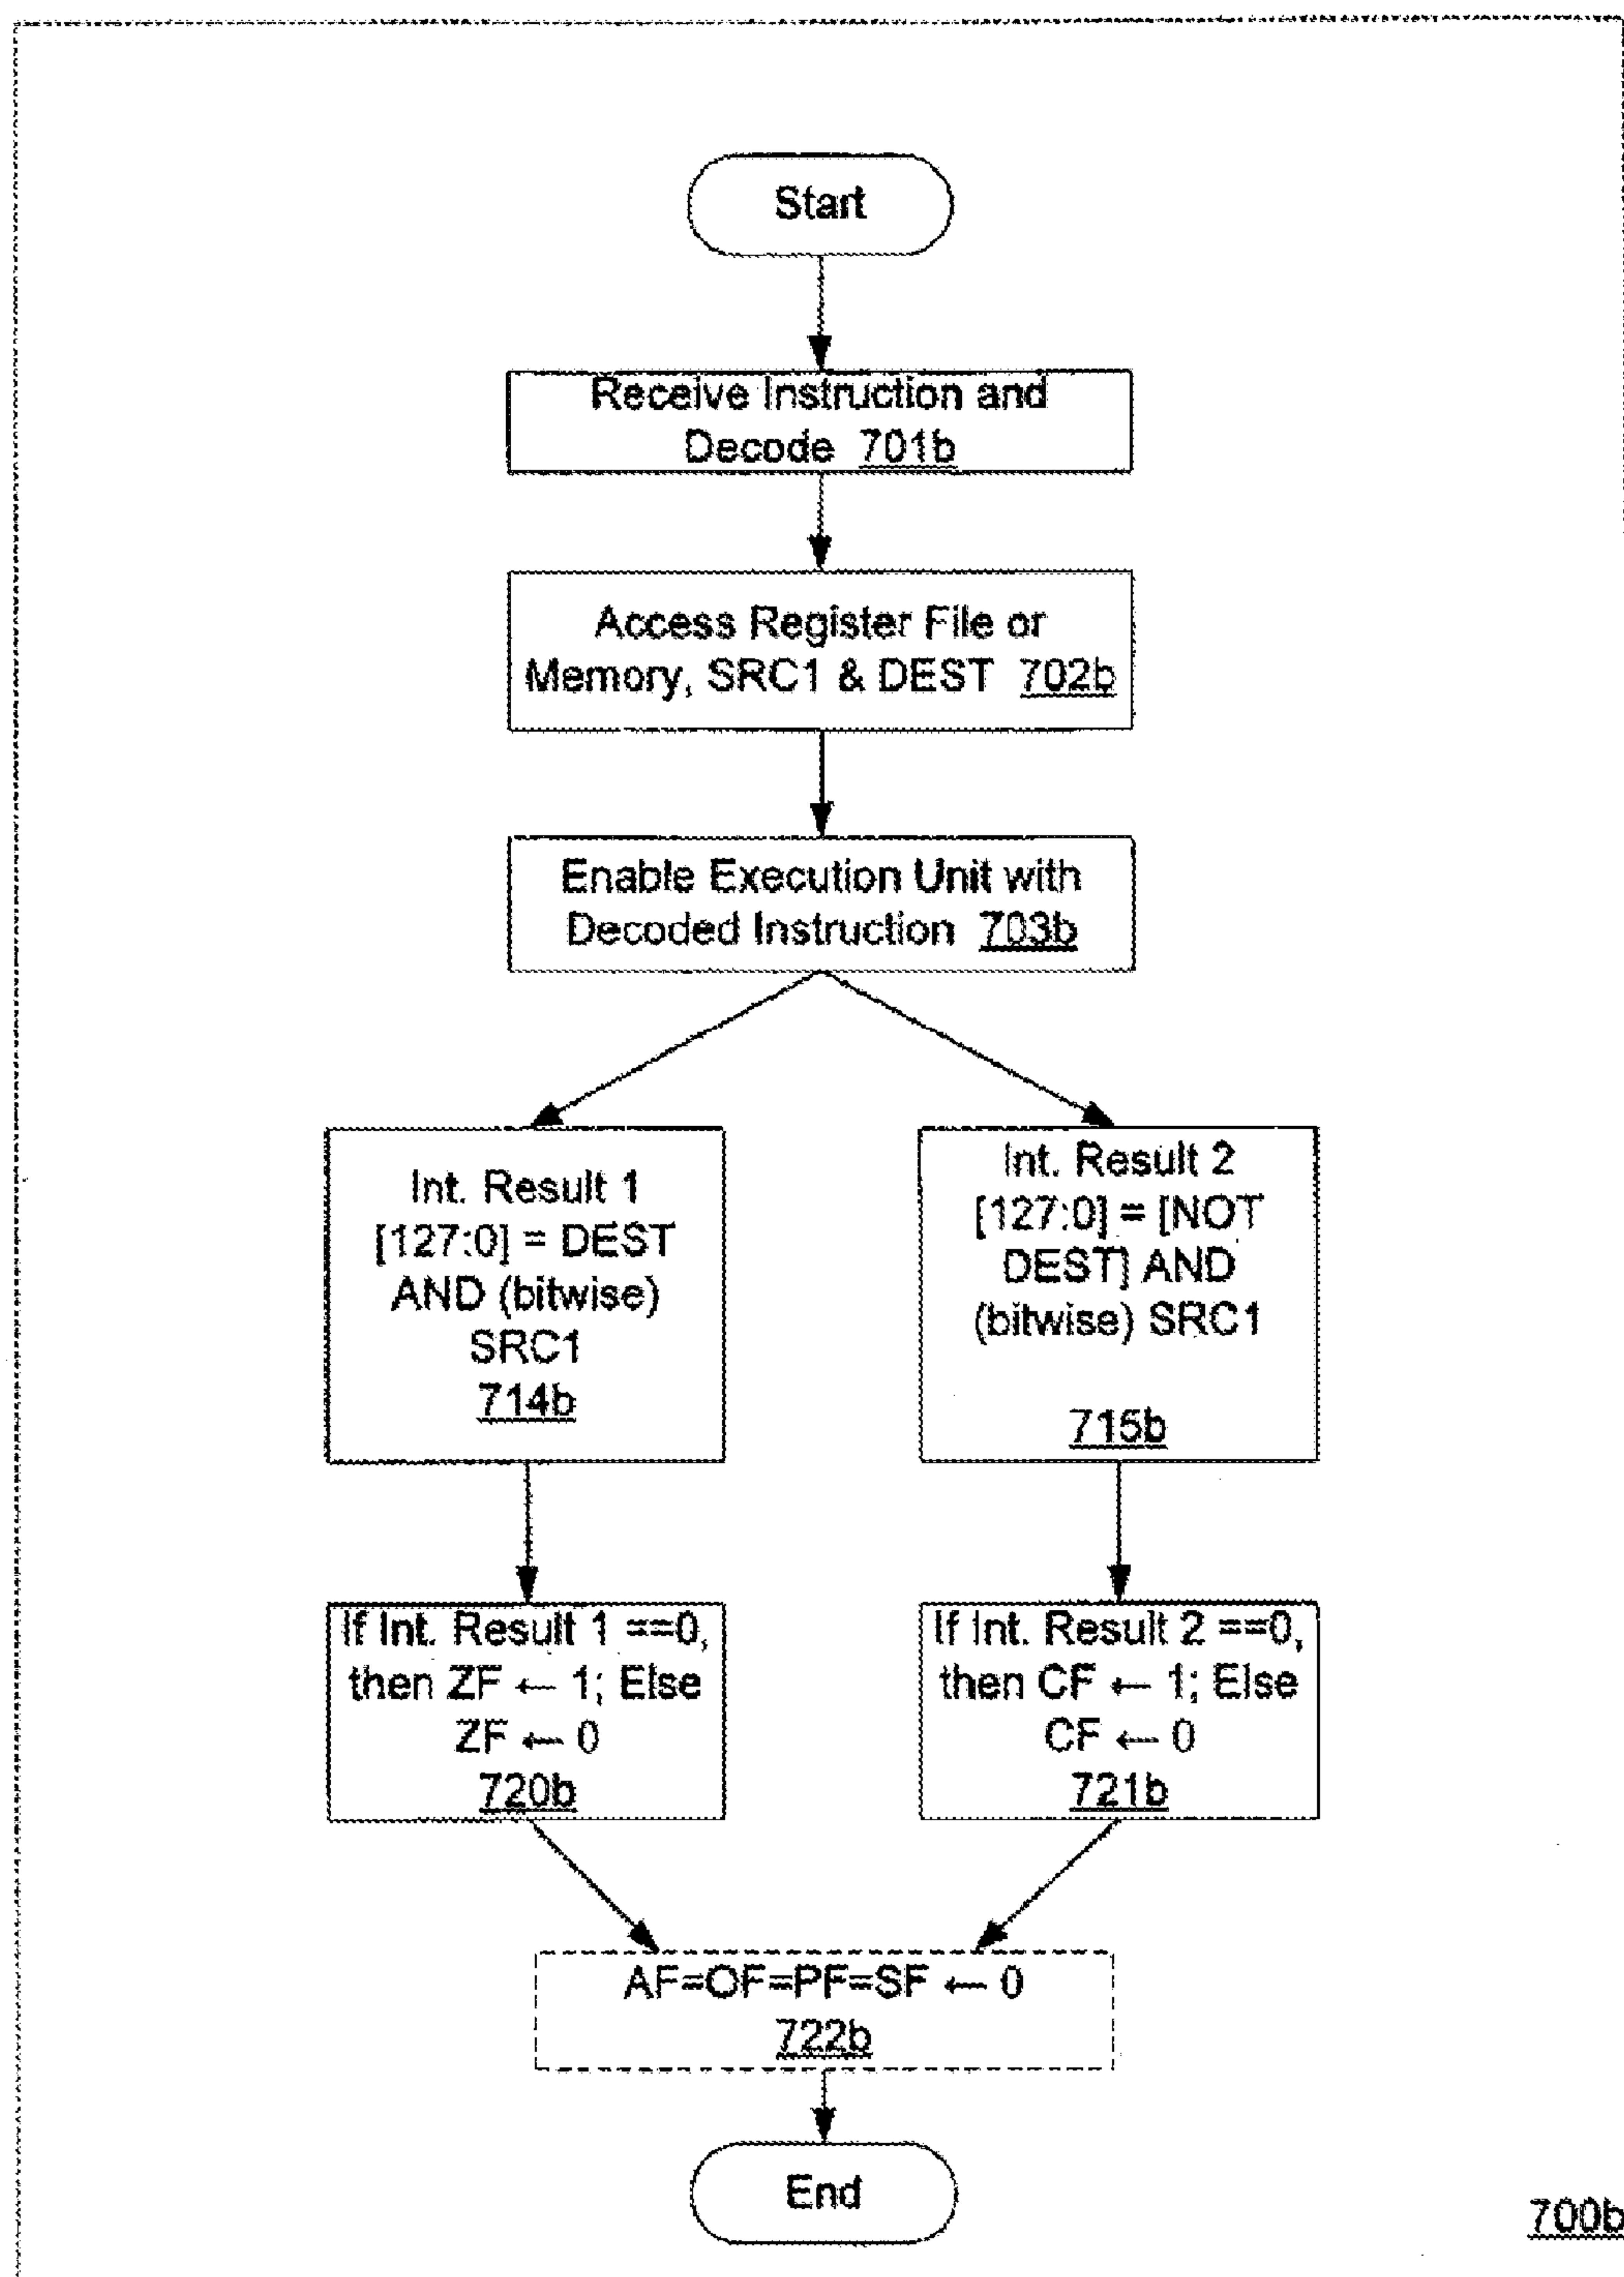 Start
Receive Instruction and
Decode 701b
Access Register File or
Memory, SRC1 & DEST 702b
Enable Execution Unit with
Decoded Instruction 703b
Int. Result 1
[127:0] = DEST
AND (bitwise)
SRC1
714b
Int. Result 2
[127:0] = [NOT
DEST] AND
(bitwise) SRC1
715b
If Int. Result 1 ==0,
then ZF ← 1; Else
ZF ← 0
720b
If Int. Result 2 ==0,
then CF ← 1; Else
CF ← 0
721b
AF=OF=PF=SF ← 0
722b
End
700b